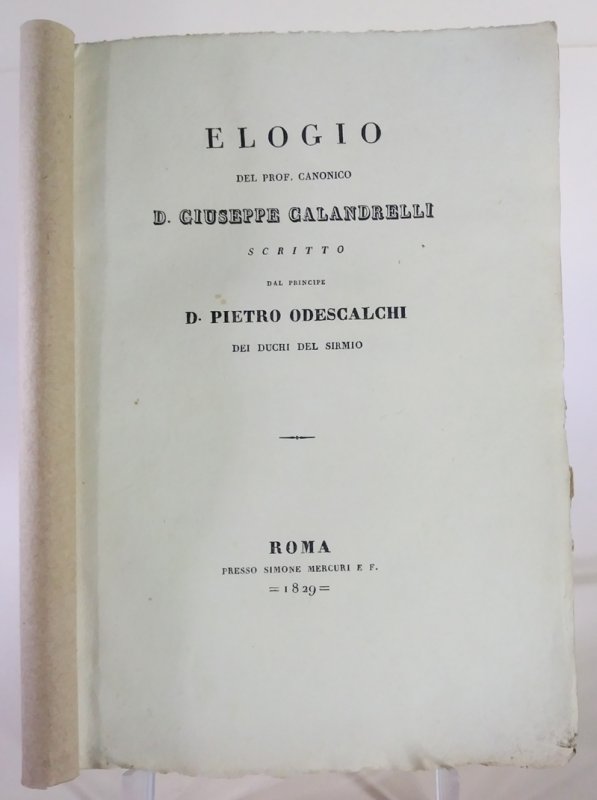 ELOGIO
DEL PROF. CANONICO
D. GIUSEPPE CALANDRELLI
SCRITTO
DAL PRINCIPE
D. PIETRO ODESCALCHI
DEI DUCHI DEL SIRMIO
ROMA
PRESSO SIMONE MERCURI E F.
=1829=